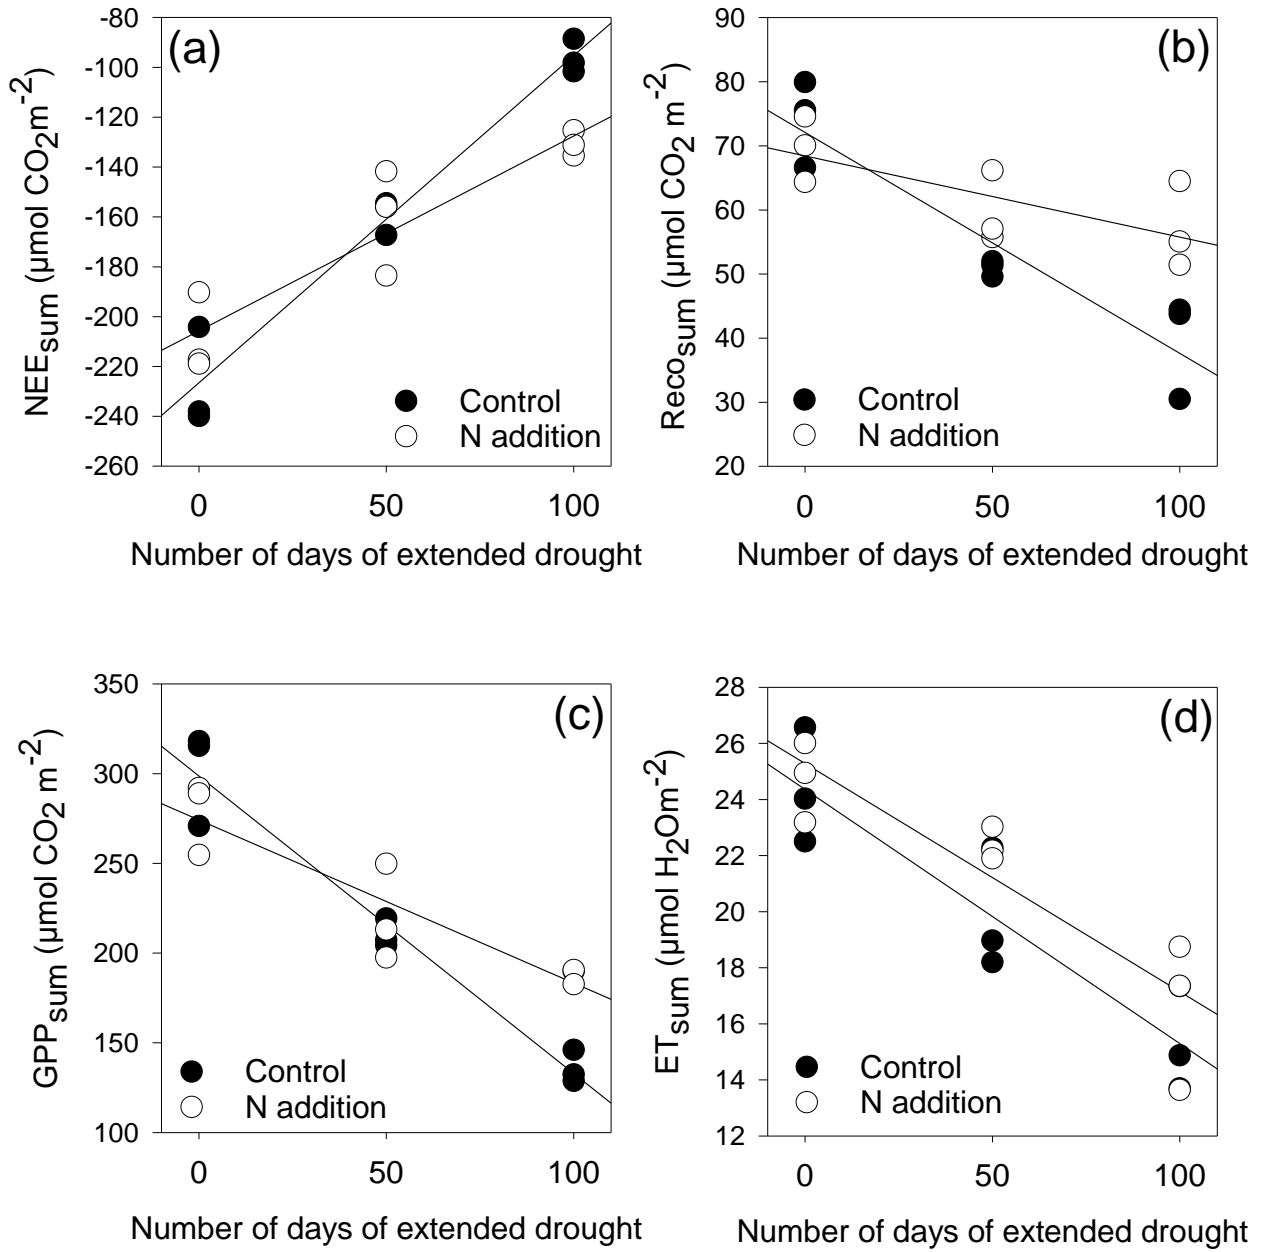 (a)
NEE_sum (µmol CO₂m⁻²)
-80
-100
-120
-140
-160
-180
-200
-220
-240
-260
Control
N addition
0 50 100
Number of days of extended drought
(b)
Reco_sum (µmol CO₂ m⁻²)
90
80
70
60
50
40
30
20
Control
N addition
0 50 100
Number of days of extended drought
(c)
GPP_sum (µmol CO₂ m⁻²)
350
300
250
200
150
100
Control
N addition
0 50 100
Number of days of extended drought
(d)
ET_sum (µmol H₂Om⁻²)
28
26
24
22
20
18
16
14
12
Control
N addition
0 50 100
Number of days of extended drought